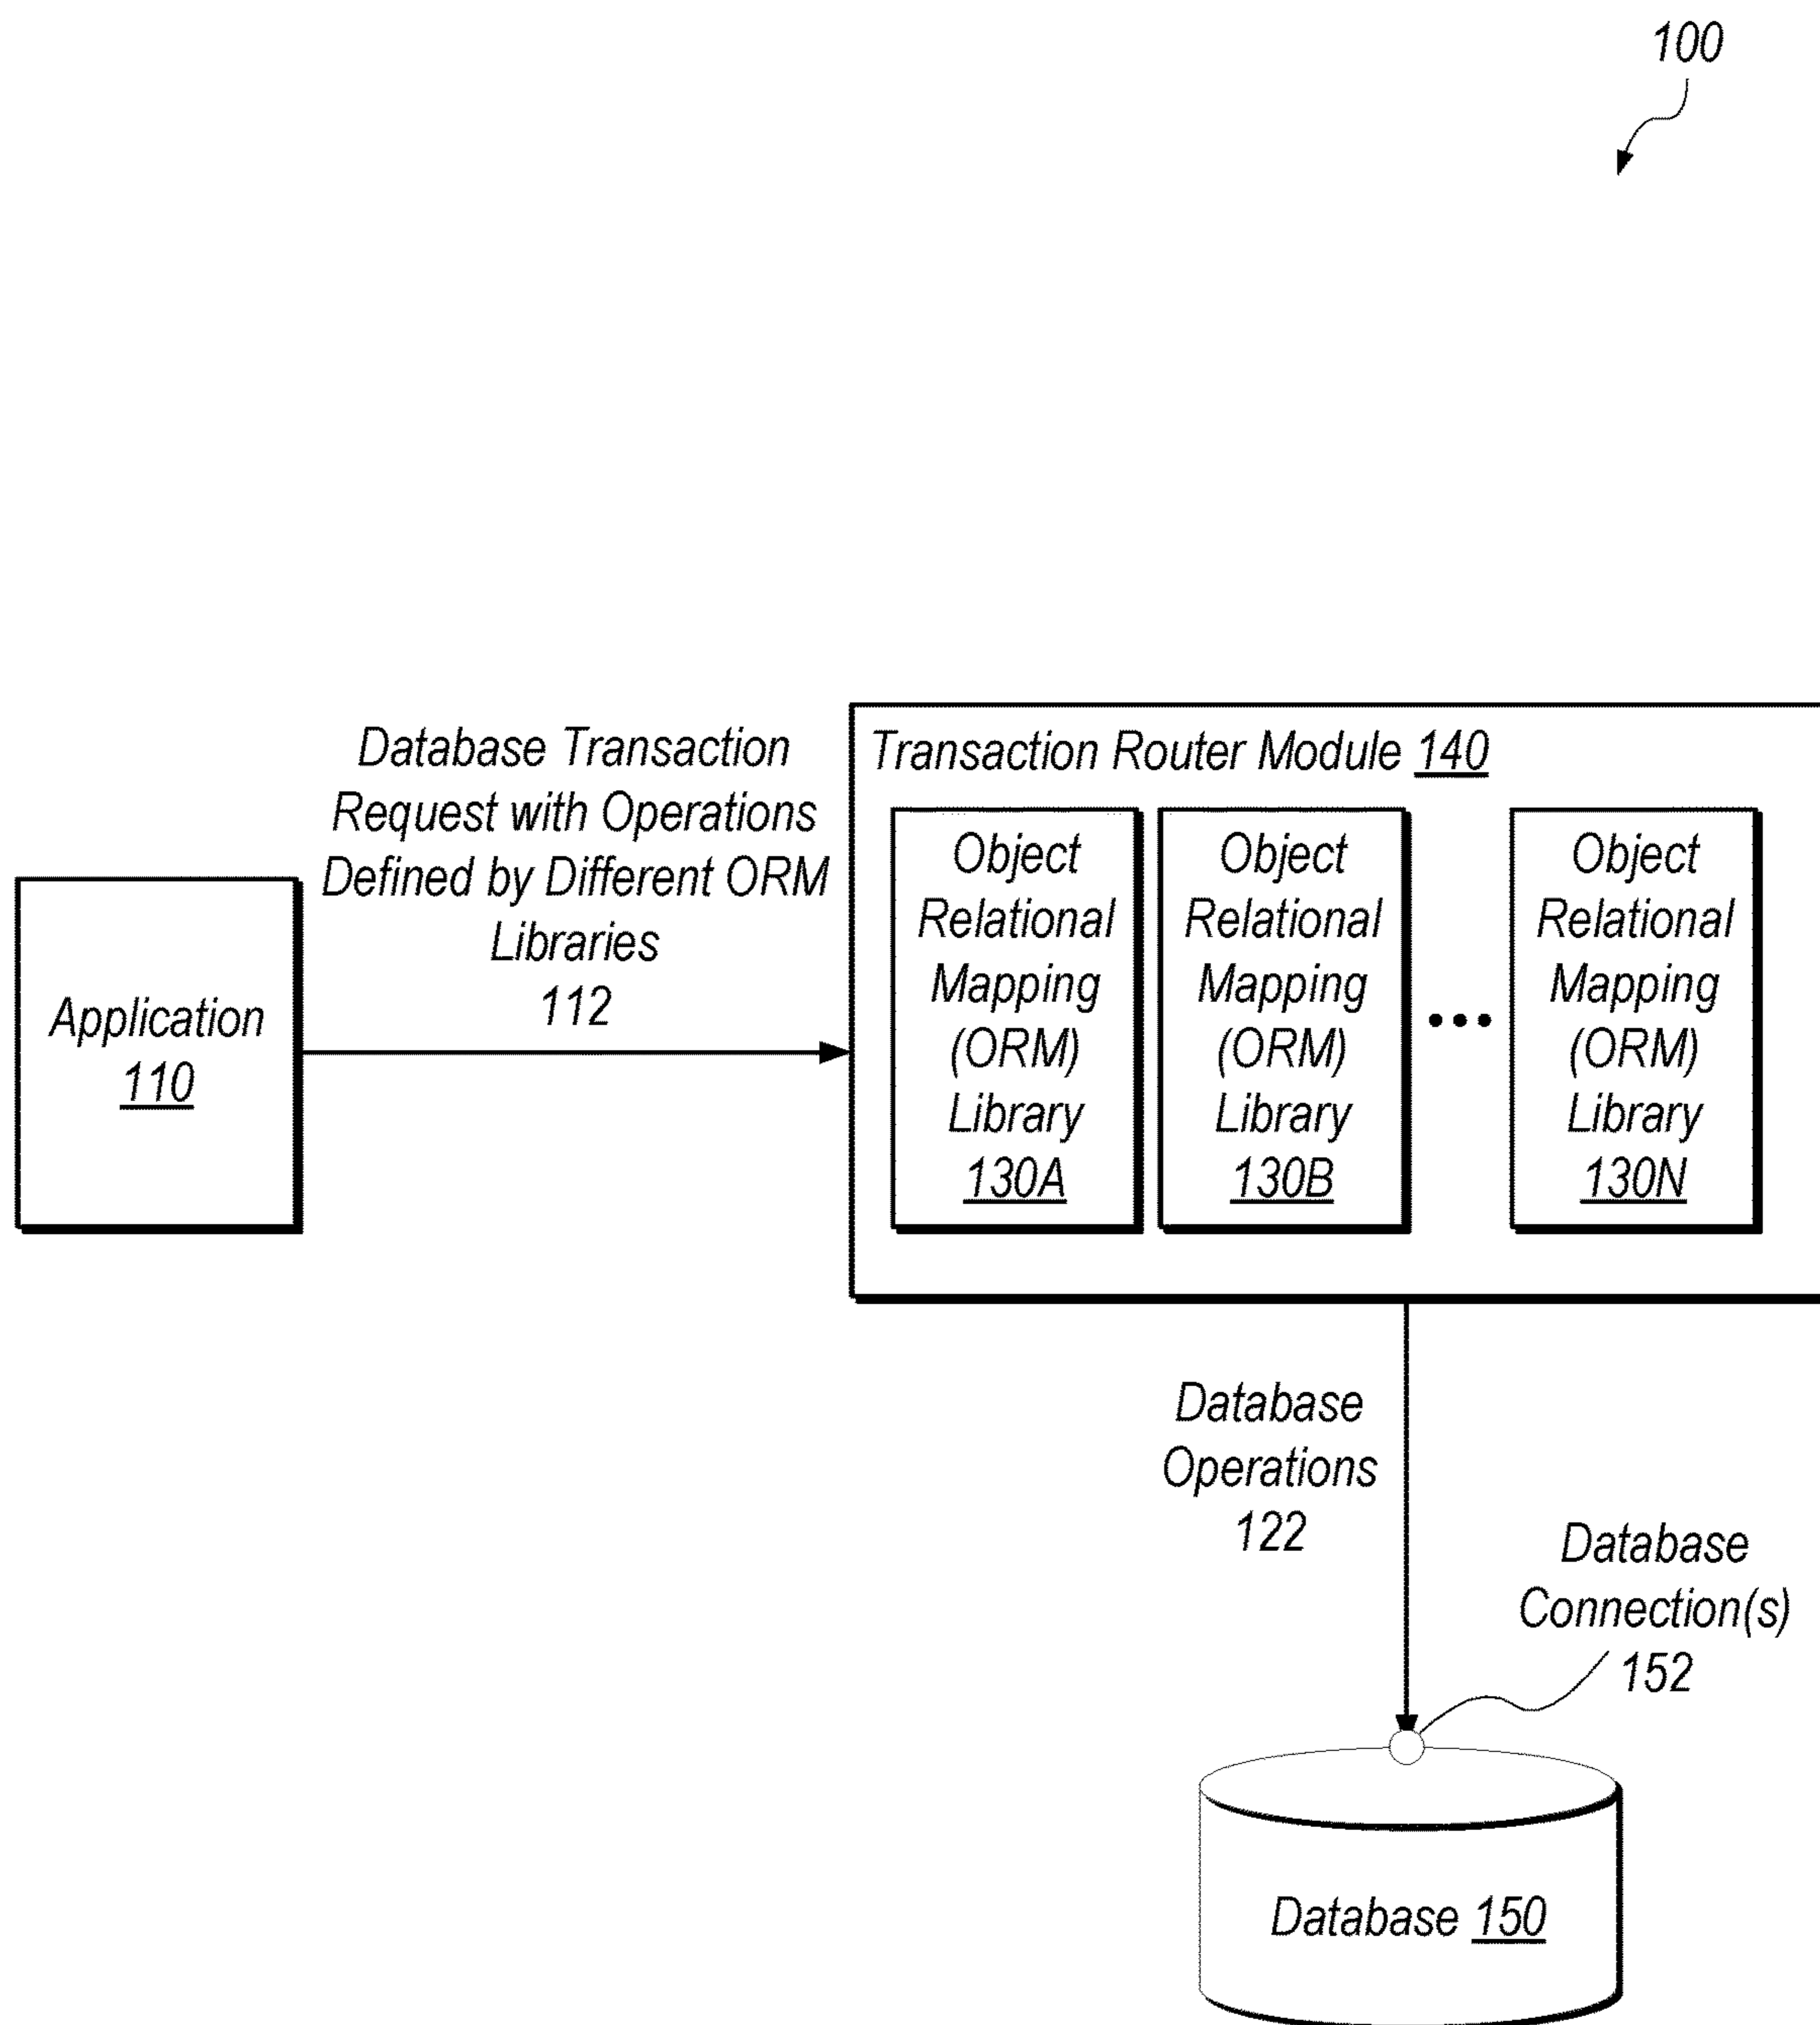 100
Database Transaction
Request with Operations
Defined by Different ORM
Libraries
112
Application
110
Transaction Router Module 140
Object
Relational
Mapping
(ORM)
Library
130A
Object
Relational
Mapping
(ORM)
Library
130B
Object
Relational
Mapping
(ORM)
Library
130N
Database
Operations
122
Database
Connection(s)
152
Database 150